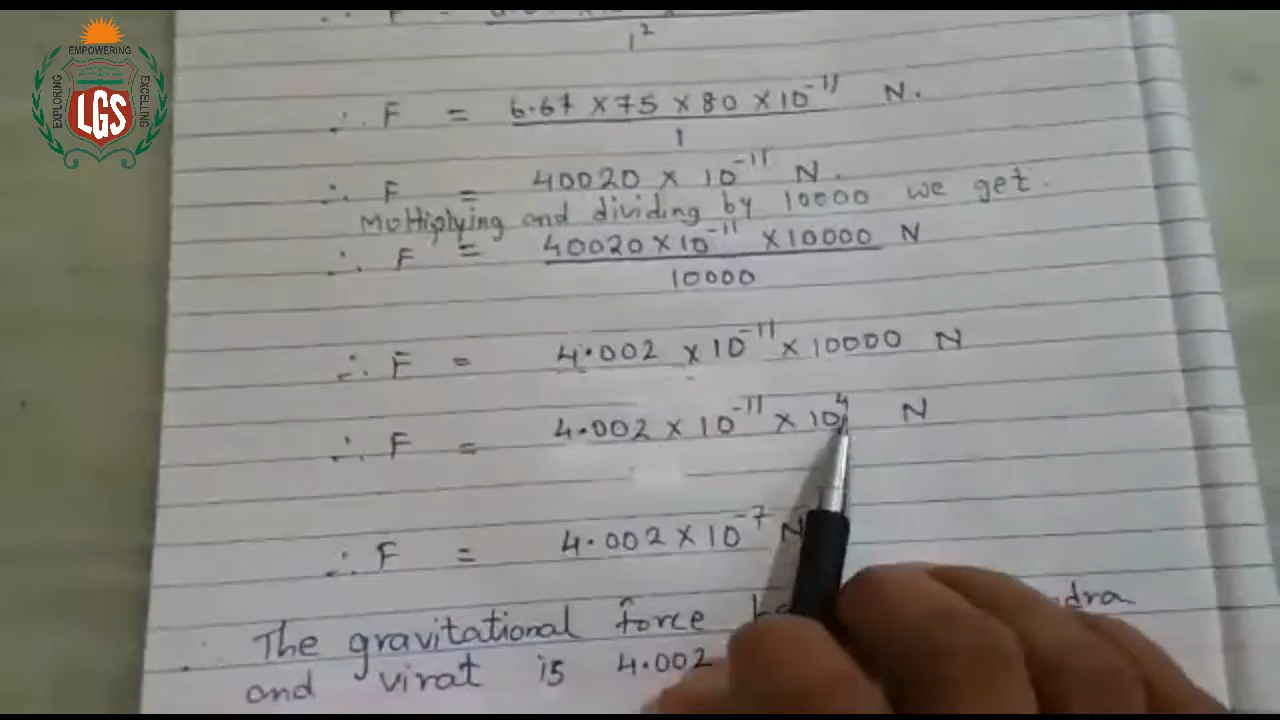 EMPOWERING
EXPLORING
EXCELLING
LGS
1²
∴ F = 6.67 × 75 × 80 × 10⁻¹¹ N.
1
∴ F = 40020 × 10⁻¹¹ N.
Multiplying and dividing by 10000 we get.
∴ F = 40020 × 10⁻¹¹ × 10000 N
10000
∴ F = 4.002 × 10⁻¹¹ × 10000 N
∴ F = 4.002 × 10⁻¹¹ × 10⁴ N
∴ F = 4.002 × 10⁻⁷ N
∴ The gravitational force
and virat is 4.002